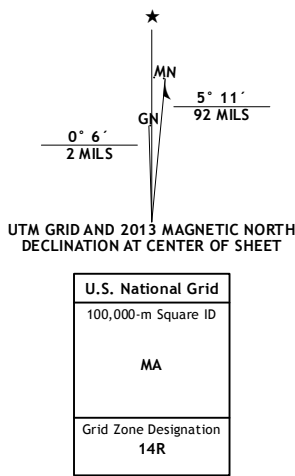 ★
MN
5° 11´
92 MILS
GN
0° 6´
2 MILS
UTM GRID AND 2013 MAGNETIC NORTH
DECLINATION AT CENTER OF SHEET
U.S. National Grid
100,000-m Square ID
MA
Grid Zone Designation
14R